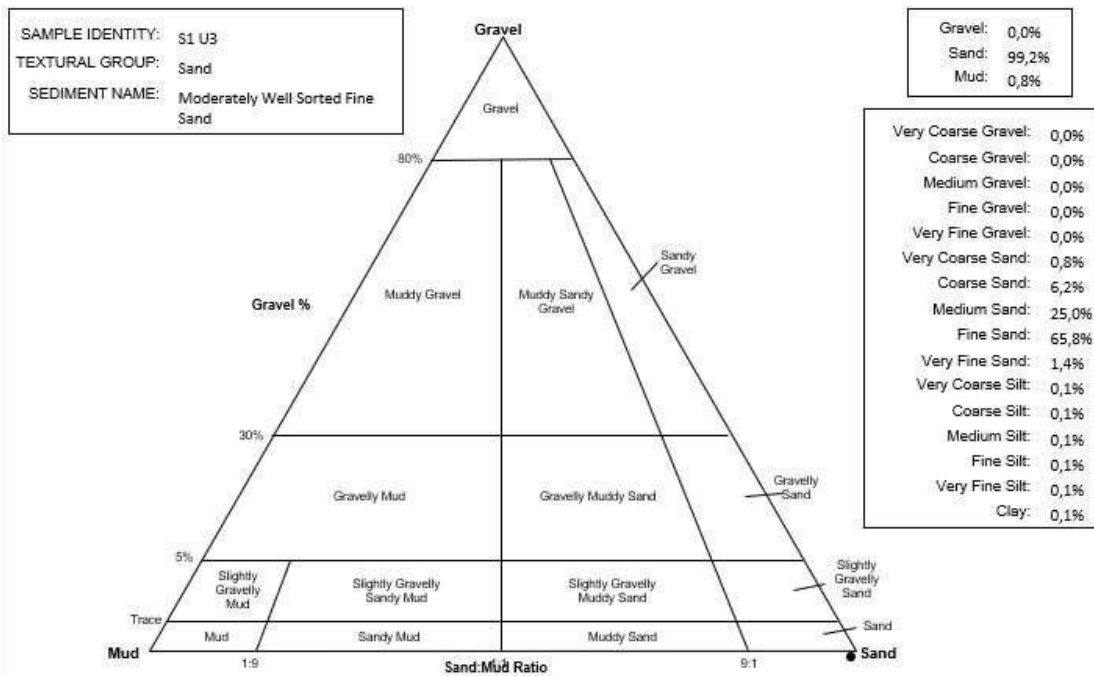 SAMPLE IDENTITY: S1 U3
TEXTURAL GROUP: Sand
SEDIMENT NAME: Moderately Well Sorted Fine
Sand
Gravel: 0,0%
Sand: 99,2%
Mud: 0,8%
Very Coarse Gravel: 0,0%
Coarse Gravel: 0,0%
Medium Gravel: 0,0%
Fine Gravel: 0,0%
Very Fine Gravel: 0,0%
Very Coarse Sand: 0,8%
Coarse Sand: 6,2%
Medium Sand: 25,0%
Fine Sand: 65,8%
Very Fine Sand: 1,4%
Very Coarse Silt: 0,1%
Coarse Silt: 0,1%
Medium Silt: 0,1%
Fine Silt: 0,1%
Very Fine Silt: 0,1%
Clay: 0,1%
Gravel
Gravel
80%
Sandy
Gravel
Muddy Gravel
Muddy Sandy
Gravel
Gravel %
30%
Gravelly Mud
Gravelly Muddy Sand
Gravelly
Sand
5%
Slightly
Gravelly
Mud
Slightly Gravelly
Sandy Mud
Slightly Gravelly
Muddy Sand
Slightly
Gravelly
Sand
Trace
Mud
Sandy Mud
Muddy Sand
Sand
Mud
Sand
1:9
9:1
Sand:Mud Ratio